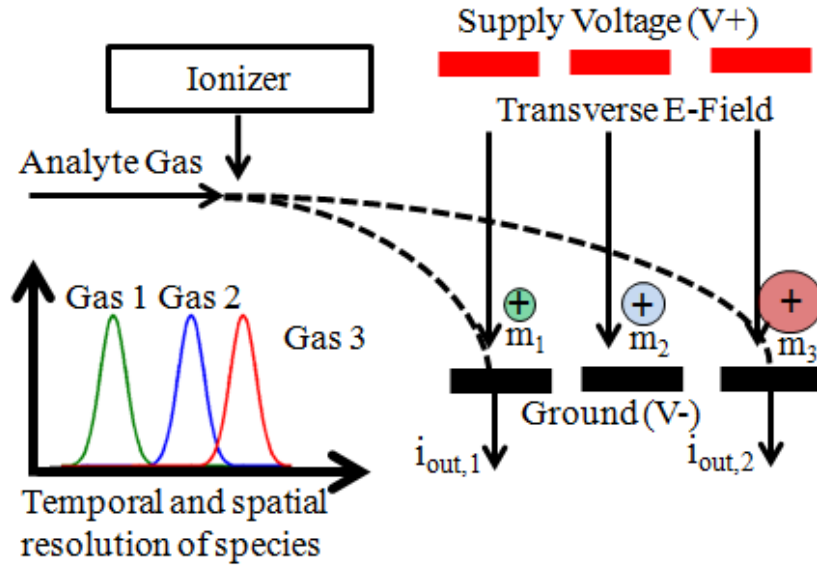 Supply Voltage (V+)
Ionizer
Transverse E-Field
Analyte Gas
Gas 1 Gas 2
Gas 3
+ + +
m1 m2 m3
Ground (V-)
iout,1 iout,2
Temporal and spatial
resolution of species